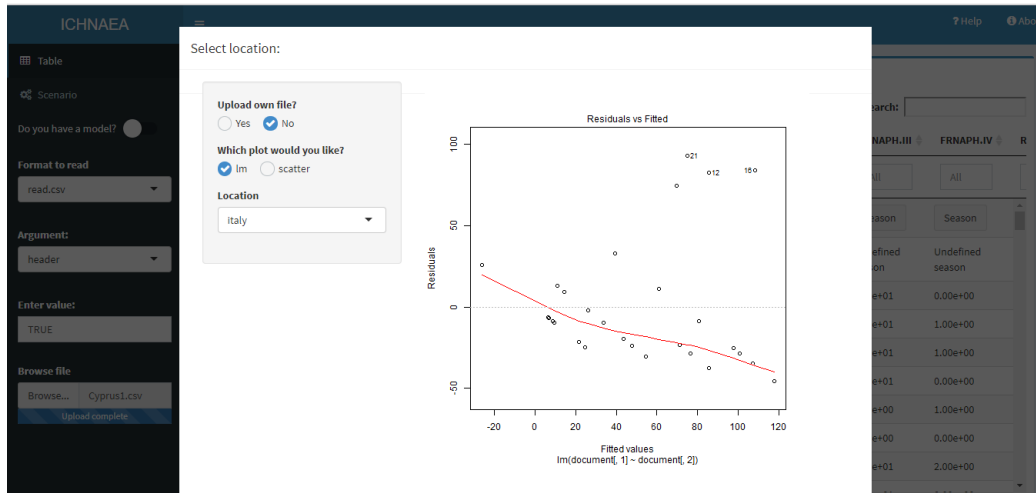 ICHNAEA
? Help
Abo
Table
Scenario
Do you have a model?
Format to read
read.csv
Argument:
header
Enter value:
TRUE
Browse file
Browse... Cyprus1.csv
Upload complete
Select location:
Upload own file?
Yes No
Which plot would you like?
lm scatter
Location
italy
Residuals vs Fitted
Residuals
100
50
0
-50
21
12
16
-20 0 20 40 60 80 100 120
Fitted values
lm(document[, 1] ~ document[, 2])
earch:
NAPH.III FRNAPH.IV R
All All
eason Season
efined Undefined
son season
e+01 0.00e+00
e+01 1.00e+00
e+01 1.00e+00
e+01 0.00e+00
e+00 1.00e+00
e+00 0.00e+00
e+01 2.00e+00